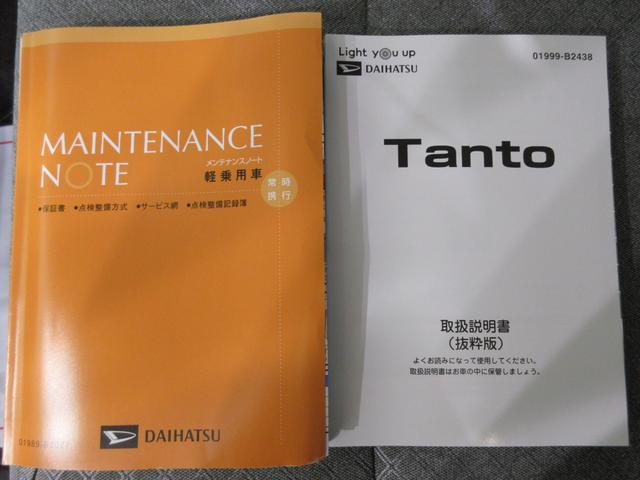 MAINTENANCE
NOTE
メンテナンスノート
軽乗用車
常時
携行
●保証書 ●点検整備方式 ●サービス網 ●点検整備記録簿
DAIHATSU
Light you up
DAIHATSU
01999-B2438
Tanto
取扱説明書
(抜粋版)
よくお読みになって使用してください。
取扱説明書はお車の中に保管しましょう。